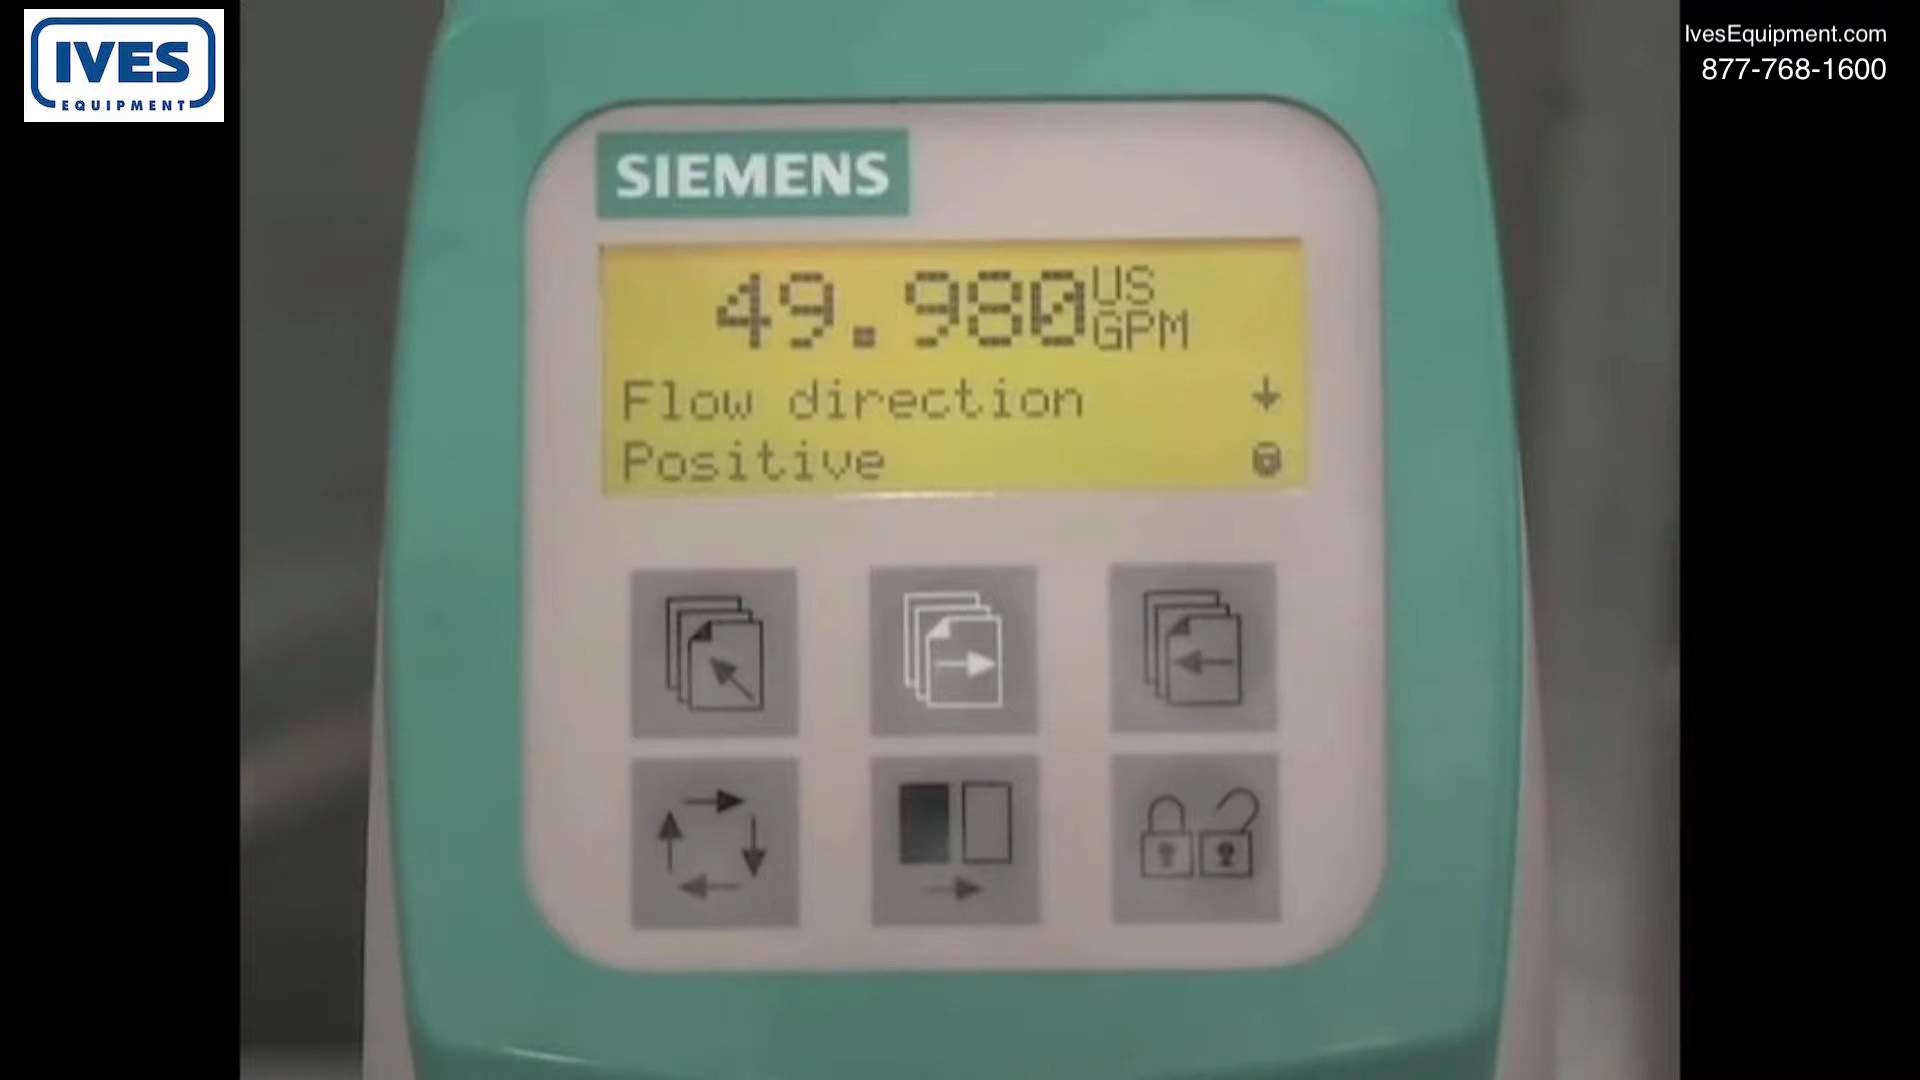 IVES
EQUIPMENT
IvesEquipment.com
877-768-1600
SIEMENS
49.980 US
GPM
Flow direction
Positive